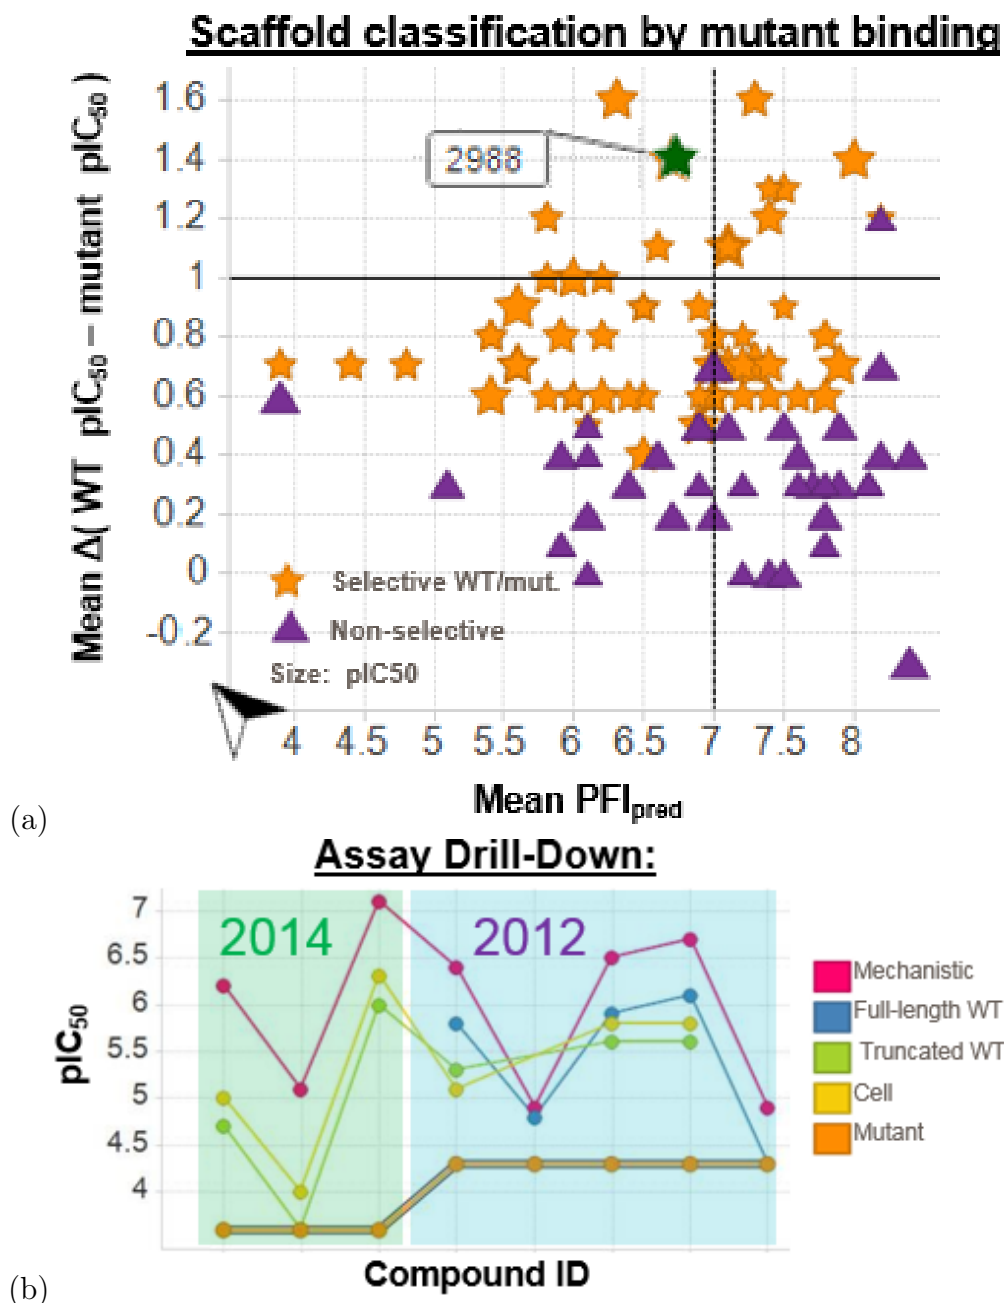 Scaffold classification by mutant binding
Mean Δ( WT pIC50 – mutant pIC50 )
1.6
1.4
1.2
1
0.8
0.6
0.4
0.2
0
-0.2
2988
Selective WT/mut.
Non-selective
Size: pIC50
4 4.5 5 5.5 6 6.5 7 7.5 8
Mean PFIpred
(a)
Assay Drill-Down:
pIC50
7
6.5
6
5.5
5
4.5
4
2014 2012
Mechanistic
Full-length WT
Truncated WT
Cell
Mutant
Compound ID
(b)